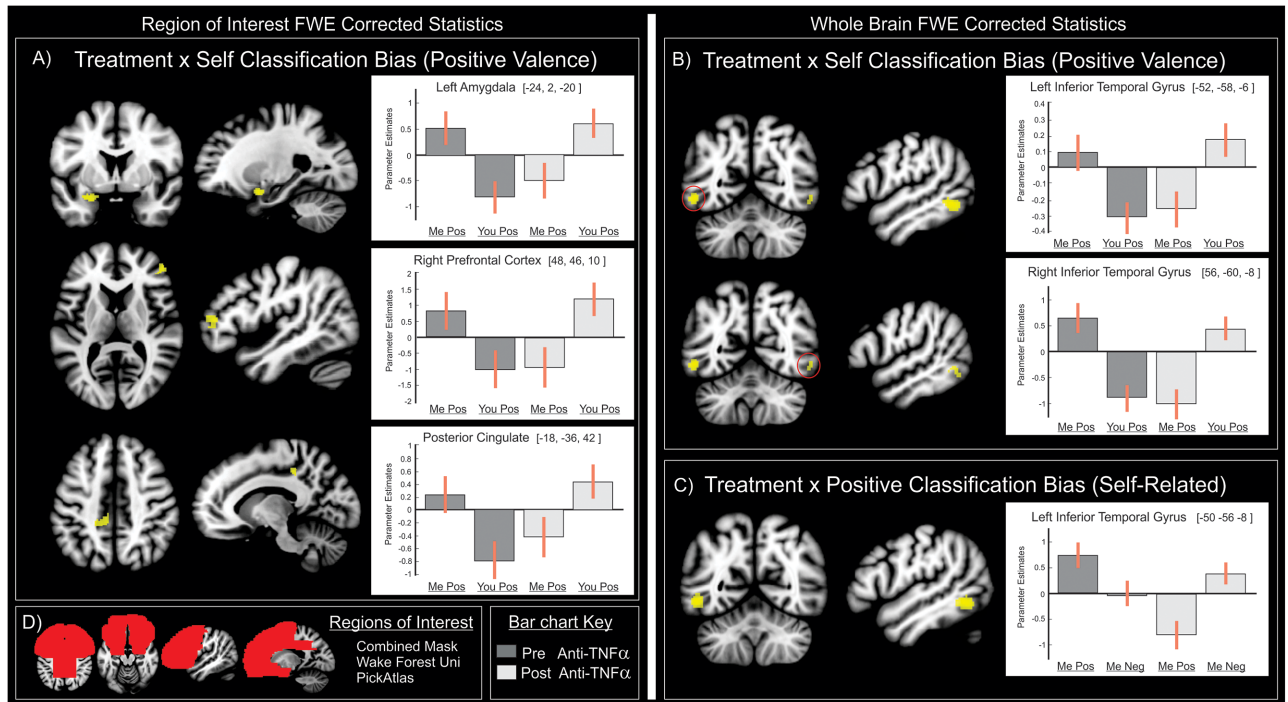 Region of Interest FWE Corrected Statistics
A) Treatment x Self Classification Bias (Positive Valence)
Left Amygdala [-24, 2, -20 ]
Parameter Estimates
1
0.5
0
-0.5
-1
Me Pos You Pos Me Pos You Pos
Right Prefrontal Cortex [48, 46, 10 ]
Parameter Estimates
2
1.5
1
0.5
0
-0.5
-1
-1.5
-2
Me Pos You Pos Me Pos You Pos
Posterior Cingulate [-18, -36, 42 ]
Parameter Estimates
1
0.8
0.6
0.4
0.2
0
-0.2
-0.4
-0.6
-0.8
-1
Me Pos You Pos Me Pos You Pos
D)
Regions of Interest
Combined Mask
Wake Forest Uni
PickAtlas
Bar chart Key
Pre Anti-TNFα
Post Anti-TNFα
Whole Brain FWE Corrected Statistics
B) Treatment x Self Classification Bias (Positive Valence)
Left Inferior Temporal Gyrus [-52, -58, -6 ]
Parameter Estimates
0.4
0.3
0.2
0.1
0
-0.1
-0.2
-0.3
-0.4
Me Pos You Pos Me Pos You Pos
Right Inferior Temporal Gyrus [56, -60, -8 ]
Parameter Estimates
1
0.5
0
-0.5
-1
Me Pos You Pos Me Pos You Pos
C) Treatment x Positive Classification Bias (Self-Related)
Left Inferior Temporal Gyrus [-50 -56 -8 ]
Parameter Estimates
1
0.5
0
-0.5
-1
Me Pos Me Neg Me Pos Me Neg